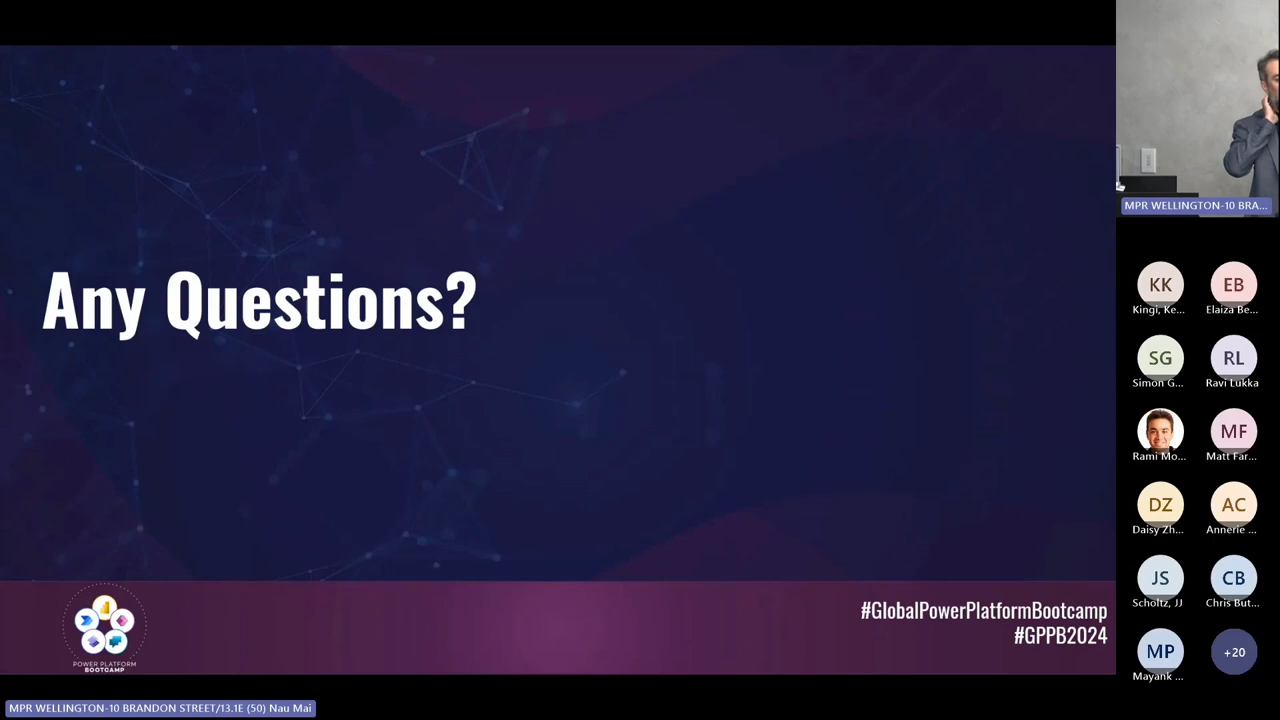 Any Questions?
#GlobalPowerPlatformBootcamp
#GPPB2024
POWER PLATFORM
BOOTCAMP
MPR WELLINGTON-10 BRANDON STREET/13.1E (50) Nau Mai
MPR WELLINGTON-10 BRA...
KK
EB
Kingi, Ke...
Elaiza Be...
SG
RL
Simon G...
Ravi Lukka
MF
Rami Mo...
Matt Far...
DZ
AC
Daisy Zh...
Annerie ...
JS
CB
Scholtz, JJ
Chris But...
MP
+20
Mayank ...